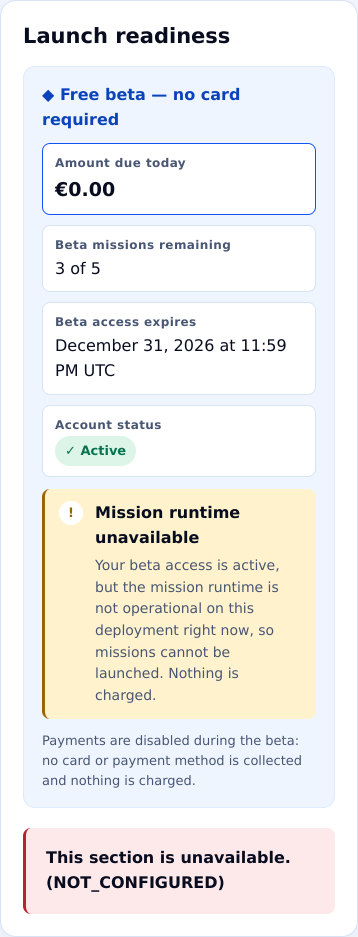 Launch readiness
◆ Free beta — no card
required
Amount due today
€0.00
Beta missions remaining
3 of 5
Beta access expires
December 31, 2026 at 11:59
PM UTC
Account status
✓ Active
!
Mission runtime
unavailable
Your beta access is active,
but the mission runtime is
not operational on this
deployment right now, so
missions cannot be
launched. Nothing is
charged.
Payments are disabled during the beta:
no card or payment method is collected
and nothing is charged.
This section is unavailable.
(NOT_CONFIGURED)